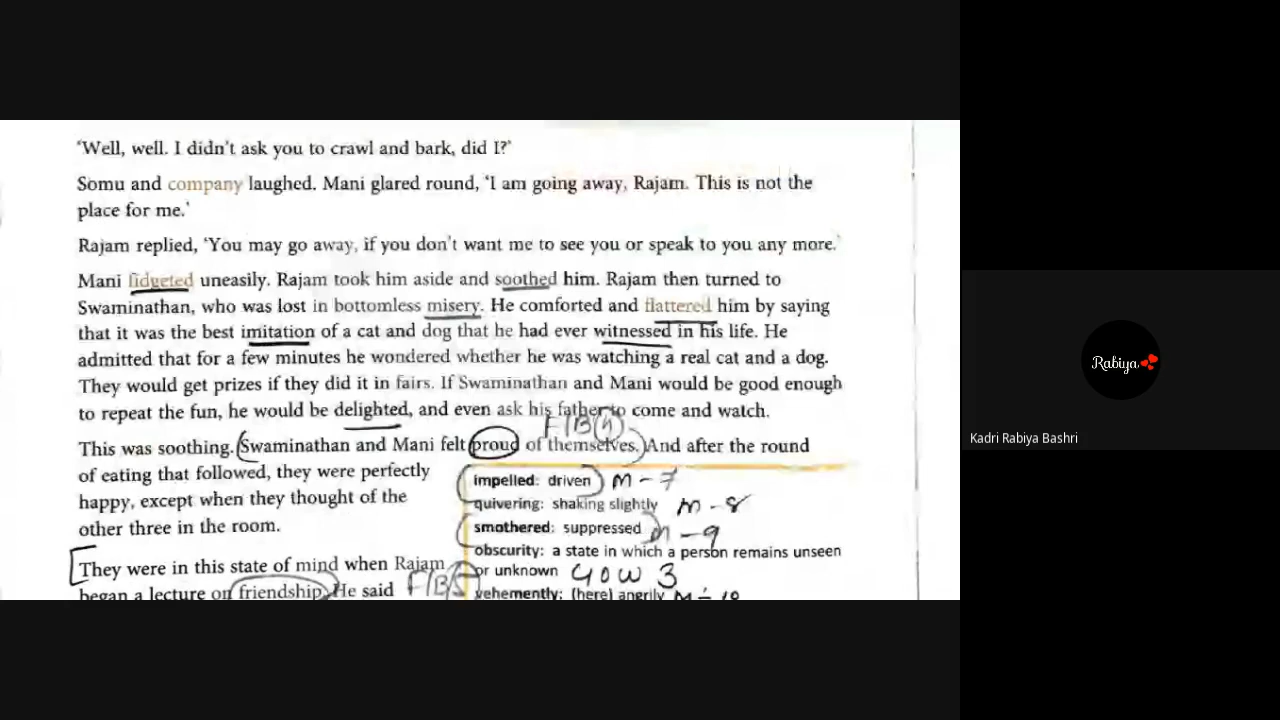 'Well, well. I didn't ask you to crawl and bark, did I?'
Somu and company laughed. Mani glared round, 'I am going away, Rajam. This is not the
place for me.'
Rajam replied, 'You may go away, if you don't want me to see you or speak to you any more.'
Mani fidgeted uneasily. Rajam took him aside and soothed him. Rajam then turned to
Swaminathan, who was lost in bottomless misery. He comforted and flattered him by saying
that it was the best imitation of a cat and dog that he had ever witnessed in his life. He
admitted that for a few minutes he wondered whether he was watching a real cat and a dog.
They would get prizes if they did it in fairs. If Swaminathan and Mani would be good enough
to repeat the fun, he would be delighted, and even ask his father to come and watch.
F/B(4)
This was soothing. (Swaminathan and Mani felt proud of themselves.) And after the round
of eating that followed, they were perfectly
happy, except when they thought of the
other three in the room.
[They were in this state of mind when Rajam
began a lecture on friendship. He said F/B(5)
impelled: driven M-7
quivering: shaking slightly M-8
smothered: suppressed M-9
obscurity: a state in which a person remains unseen
or unknown GOW 3
vehemently: (here) angrily M-10
Rabiya
Kadri Rabiya Bashri